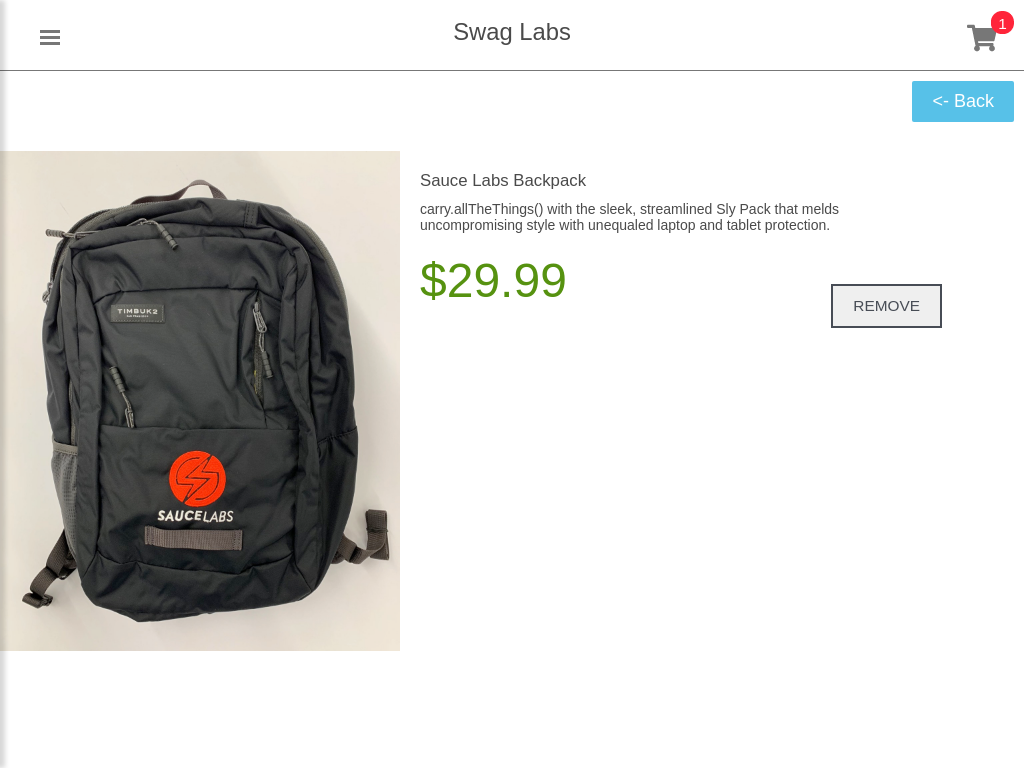 Swag Labs
1
<- Back
Sauce Labs Backpack
carry.allTheThings() with the sleek, streamlined Sly Pack that melds
uncompromising style with unequaled laptop and tablet protection.
$29.99
REMOVE
TIMBUK2
SAUCELABS